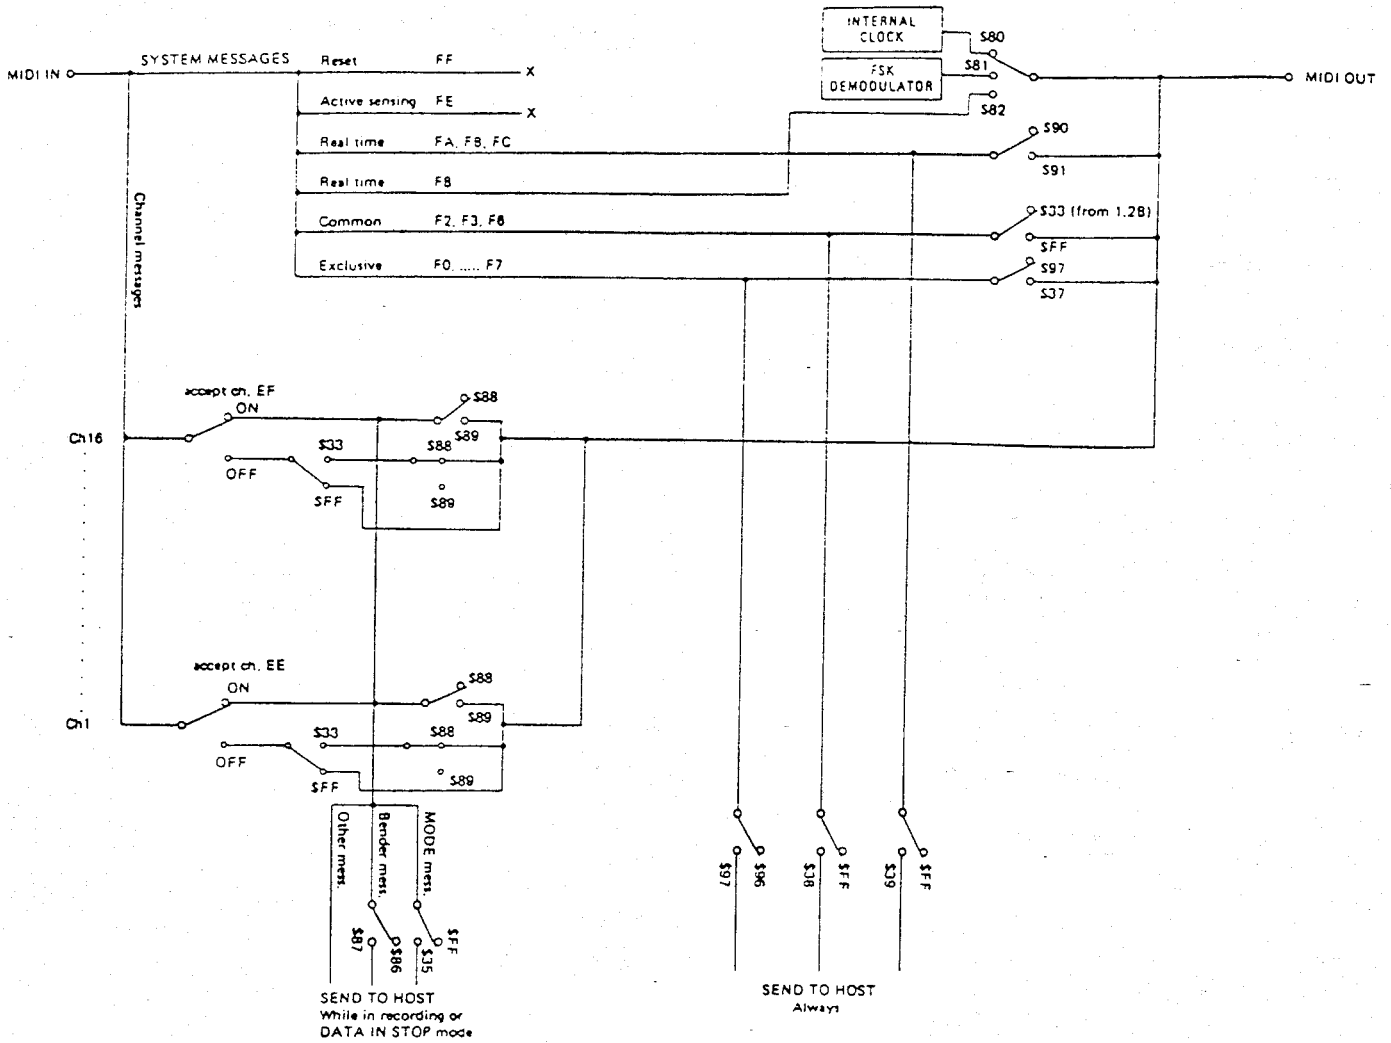 INTERNAL
CLOCK
$80
SYSTEM MESSAGES
Reset FF X
MIDI IN
$81
FSK
DEMODULATOR
MIDI OUT
Active sensing FE X
$82
Real time FA, FB, FC
$90
$91
Real time F8
Common F2, F3, F6
$33 (from 1.2B)
$FF
Exclusive F0, ..... F7
$97
$37
Channel messages
accept ch, EF
ON
$88
$89
Ch16
OFF
$33
$88
$FF
$89
accept ch, EE
ON
$88
$89
Ch1
OFF
$33
$88
$FF
$89
Other mess.
Bender mess.
MODE mess.
$87
$86
$35
$FF
SEND TO HOST
While in recording or
DATA IN STOP mode
$97
$96
$38
$FF
$39
$FF
SEND TO HOST
Always